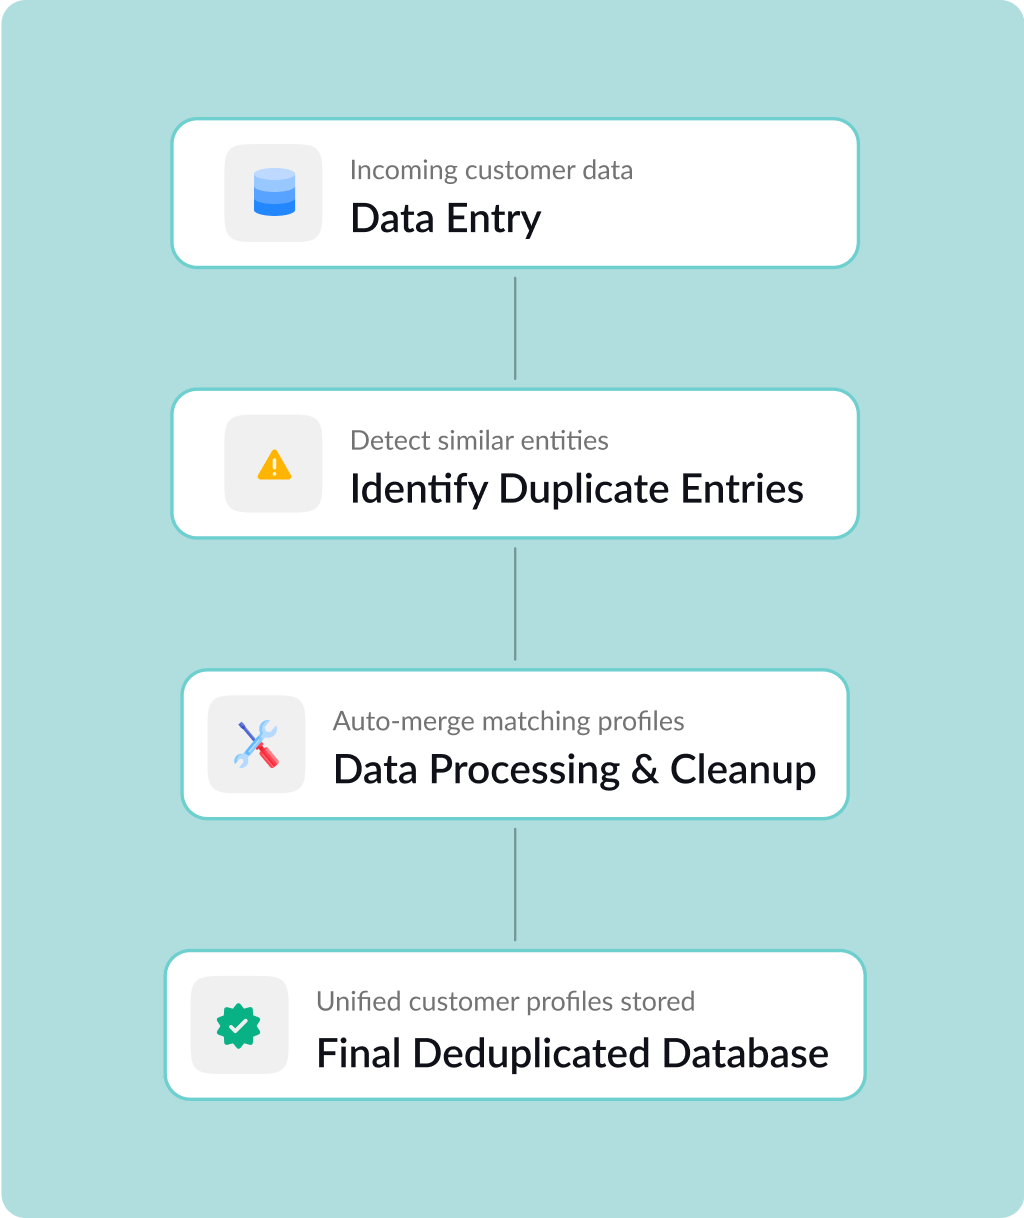 Incoming customer data
Data Entry
Detect similar entities
Identify Duplicate Entries
Auto-merge matching profiles
Data Processing & Cleanup
Unified customer profiles stored
Final Deduplicated Database